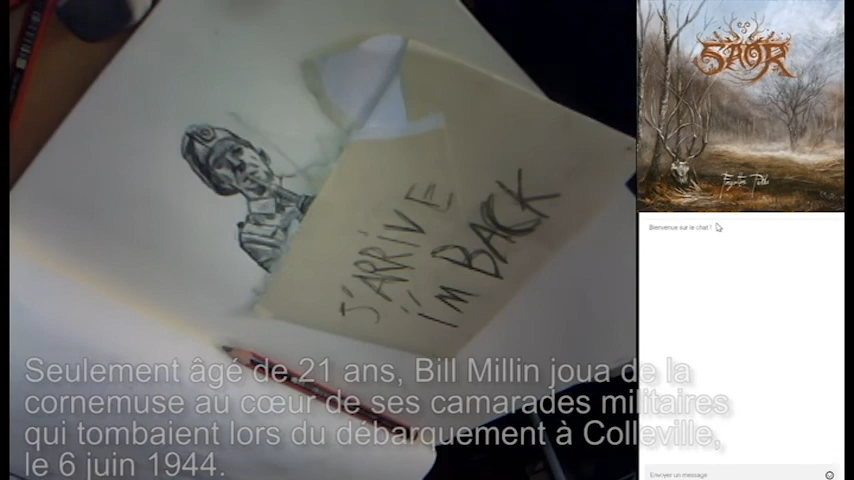 J'ARRIVE
I'M BACK
Seulement âgé de 21 ans, Bill Millin joua de la
cornemuse au cœur de ses camarades militaires
qui tombaient lors du débarquement à Colleville,
le 6 juin 1944.
SAOR
Forgotten Paths
Bienvenue sur le chat !
Envoyer un message